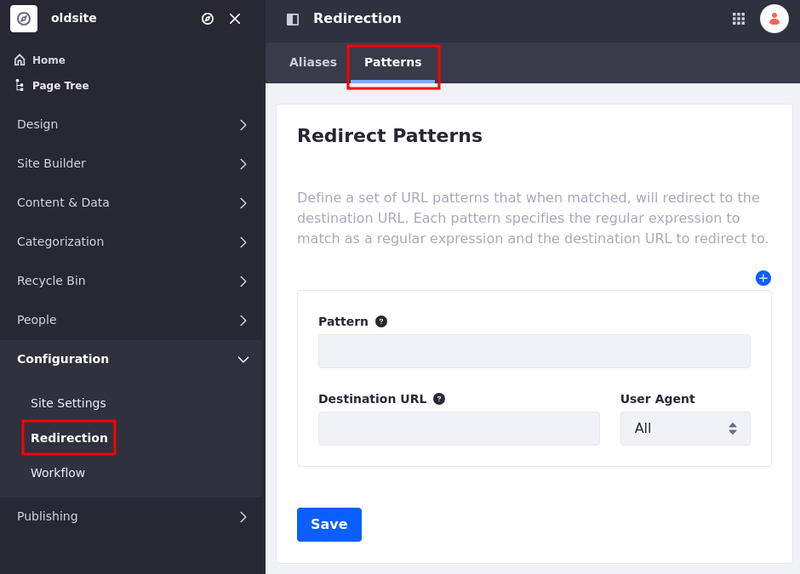 oldsite
Home
Page Tree
Design
Site Builder
Content & Data
Categorization
Recycle Bin
People
Configuration
Site Settings
Redirection
Workflow
Publishing
Redirection
Aliases
Patterns
Redirect Patterns
Define a set of URL patterns that when matched, will redirect to the
destination URL. Each pattern specifies the regular expression to
match as a regular expression and the destination URL to redirect to.
Pattern ?
Destination URL ?
User Agent
All
Save